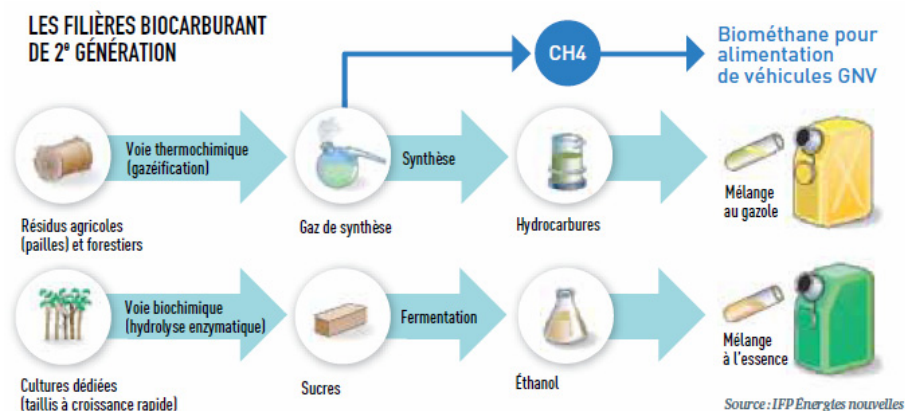 LES FILIÈRES BIOCARBURANT
DE 2e GÉNÉRATION
CH4
Biométhane pour
alimentation
de véhicules GNV
Voie thermochimique
(gazéification)
Synthèse
Résidus agricoles
(pailles) et forestiers
Gaz de synthèse
Hydrocarbures
Mélange
au gazole
Voie biochimique
(hydrolyse enzymatique)
Fermentation
Cultures dédiées
(taillis à croissance rapide)
Sucres
Éthanol
Mélange
à l'essence
Source : IFP Énergies nouvelles